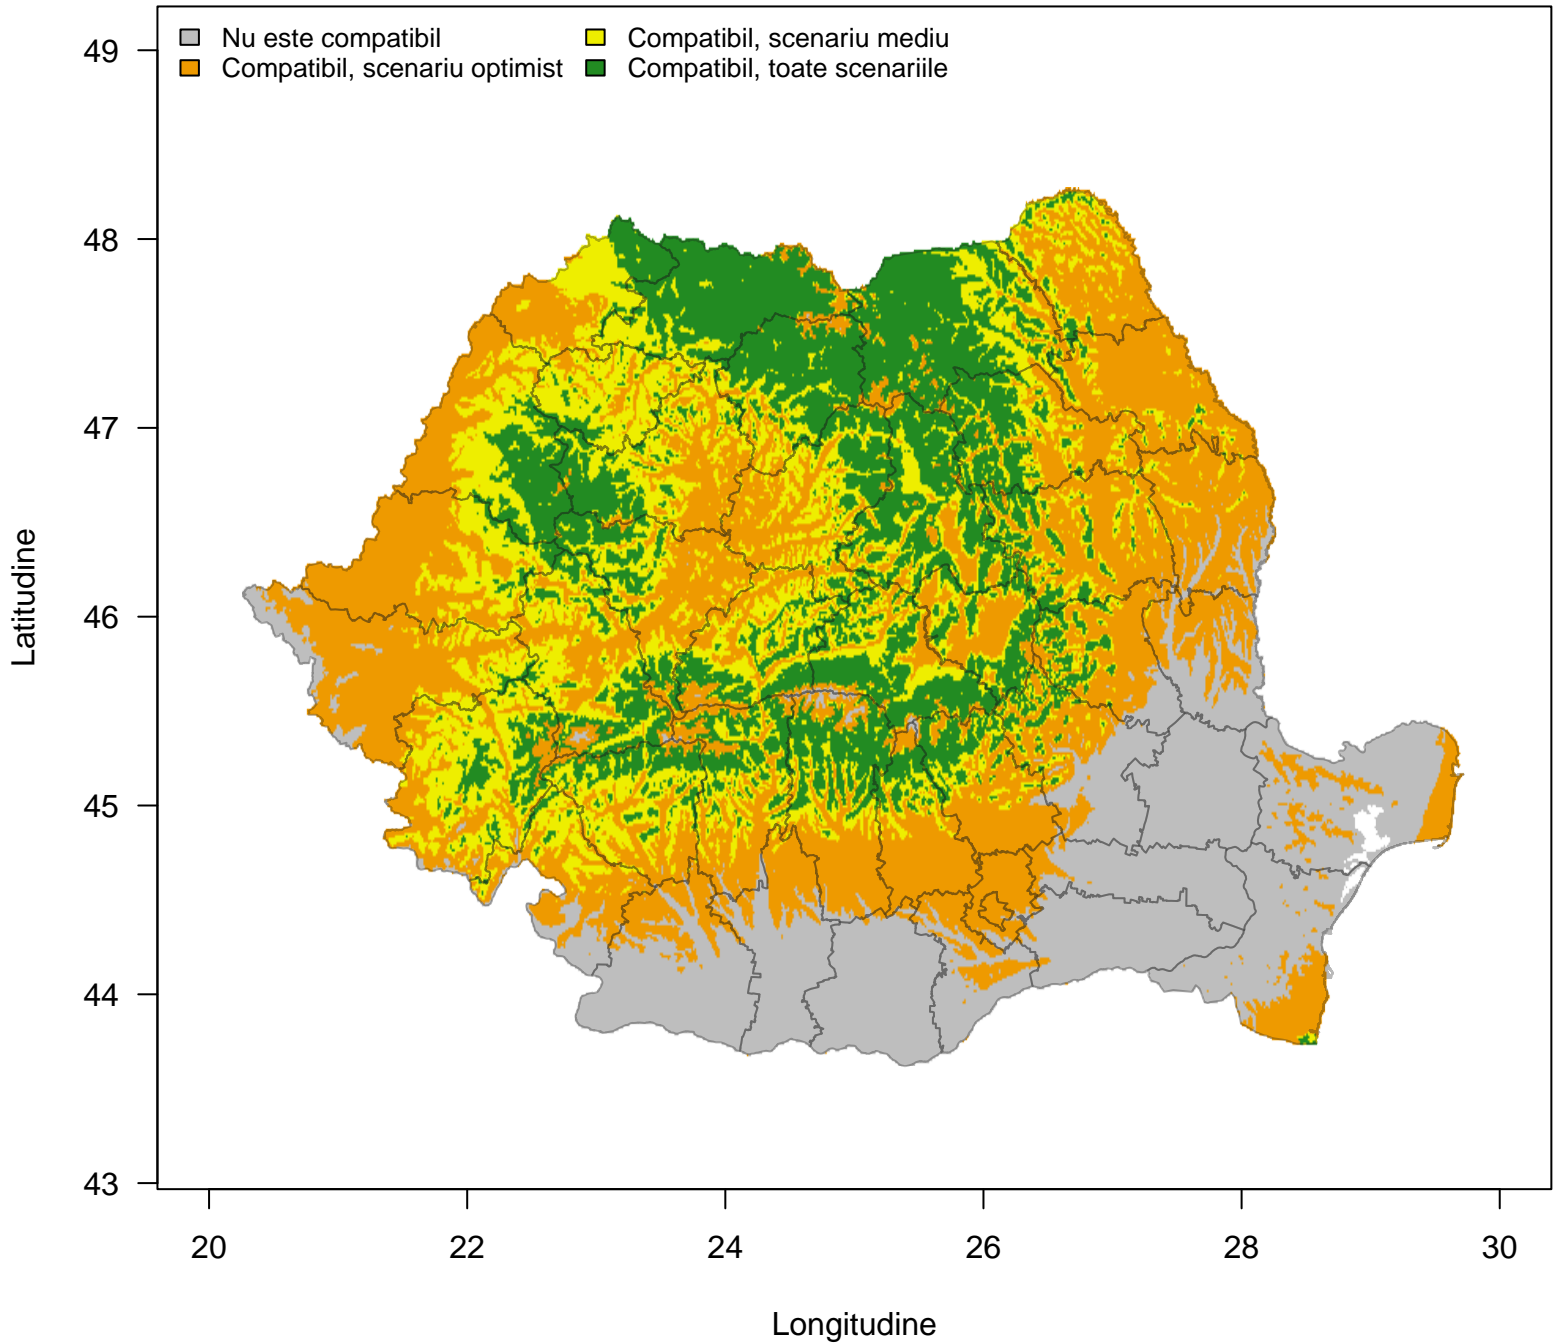 Nu este compatibil
Compatibil, scenariu optimist
Compatibil, scenariu mediu
Compatibil, toate scenariile
49
48
47
46
45
44
43
Latitudine
20
22
24
26
28
30
Longitudine